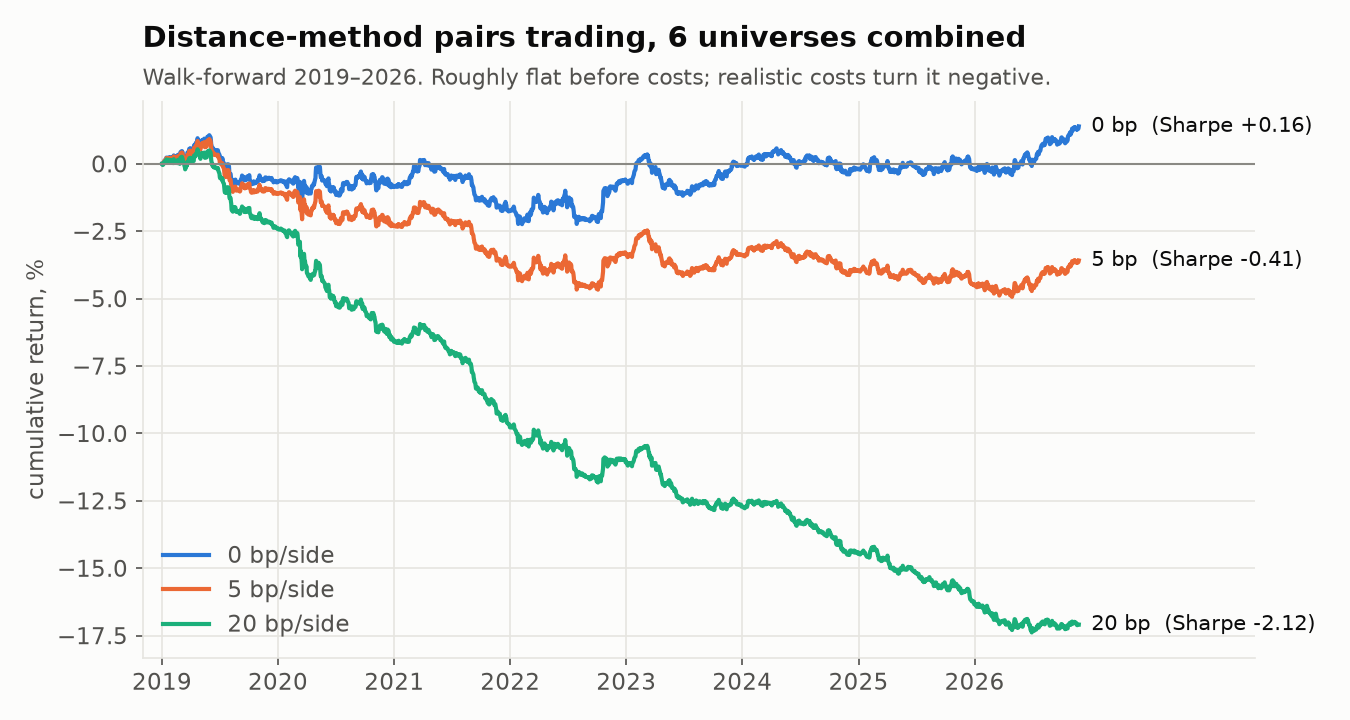 Distance-method pairs trading, 6 universes combined
Walk-forward 2019–2026. Roughly flat before costs; realistic costs turn it negative.
cumulative return, %
0.0
−2.5
−5.0
−7.5
−10.0
−12.5
−15.0
−17.5
0 bp  (Sharpe +0.16)
5 bp  (Sharpe -0.41)
20 bp  (Sharpe -2.12)
0 bp/side
5 bp/side
20 bp/side
2019 2020 2021 2022 2023 2024 2025 2026